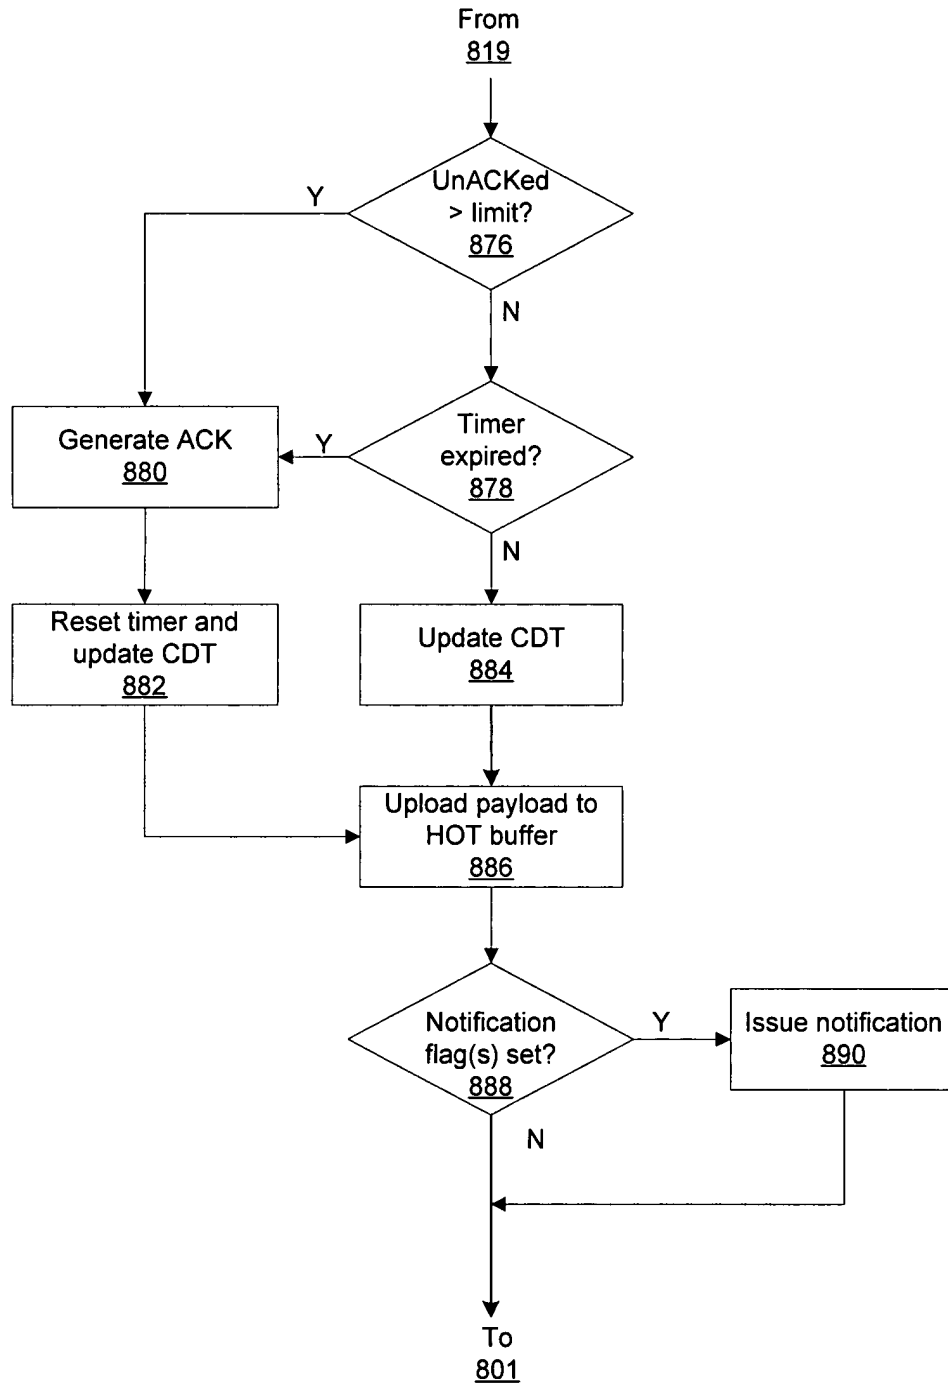 From
819
UnACKed
> limit?
876
Y
N
Generate ACK
880
Y
Timer
expired?
878
N
Reset timer and
update CDT
882
Update CDT
884
Upload payload to
HOT buffer
886
Notification
flag(s) set?
888
Y
Issue notification
890
N
To
801